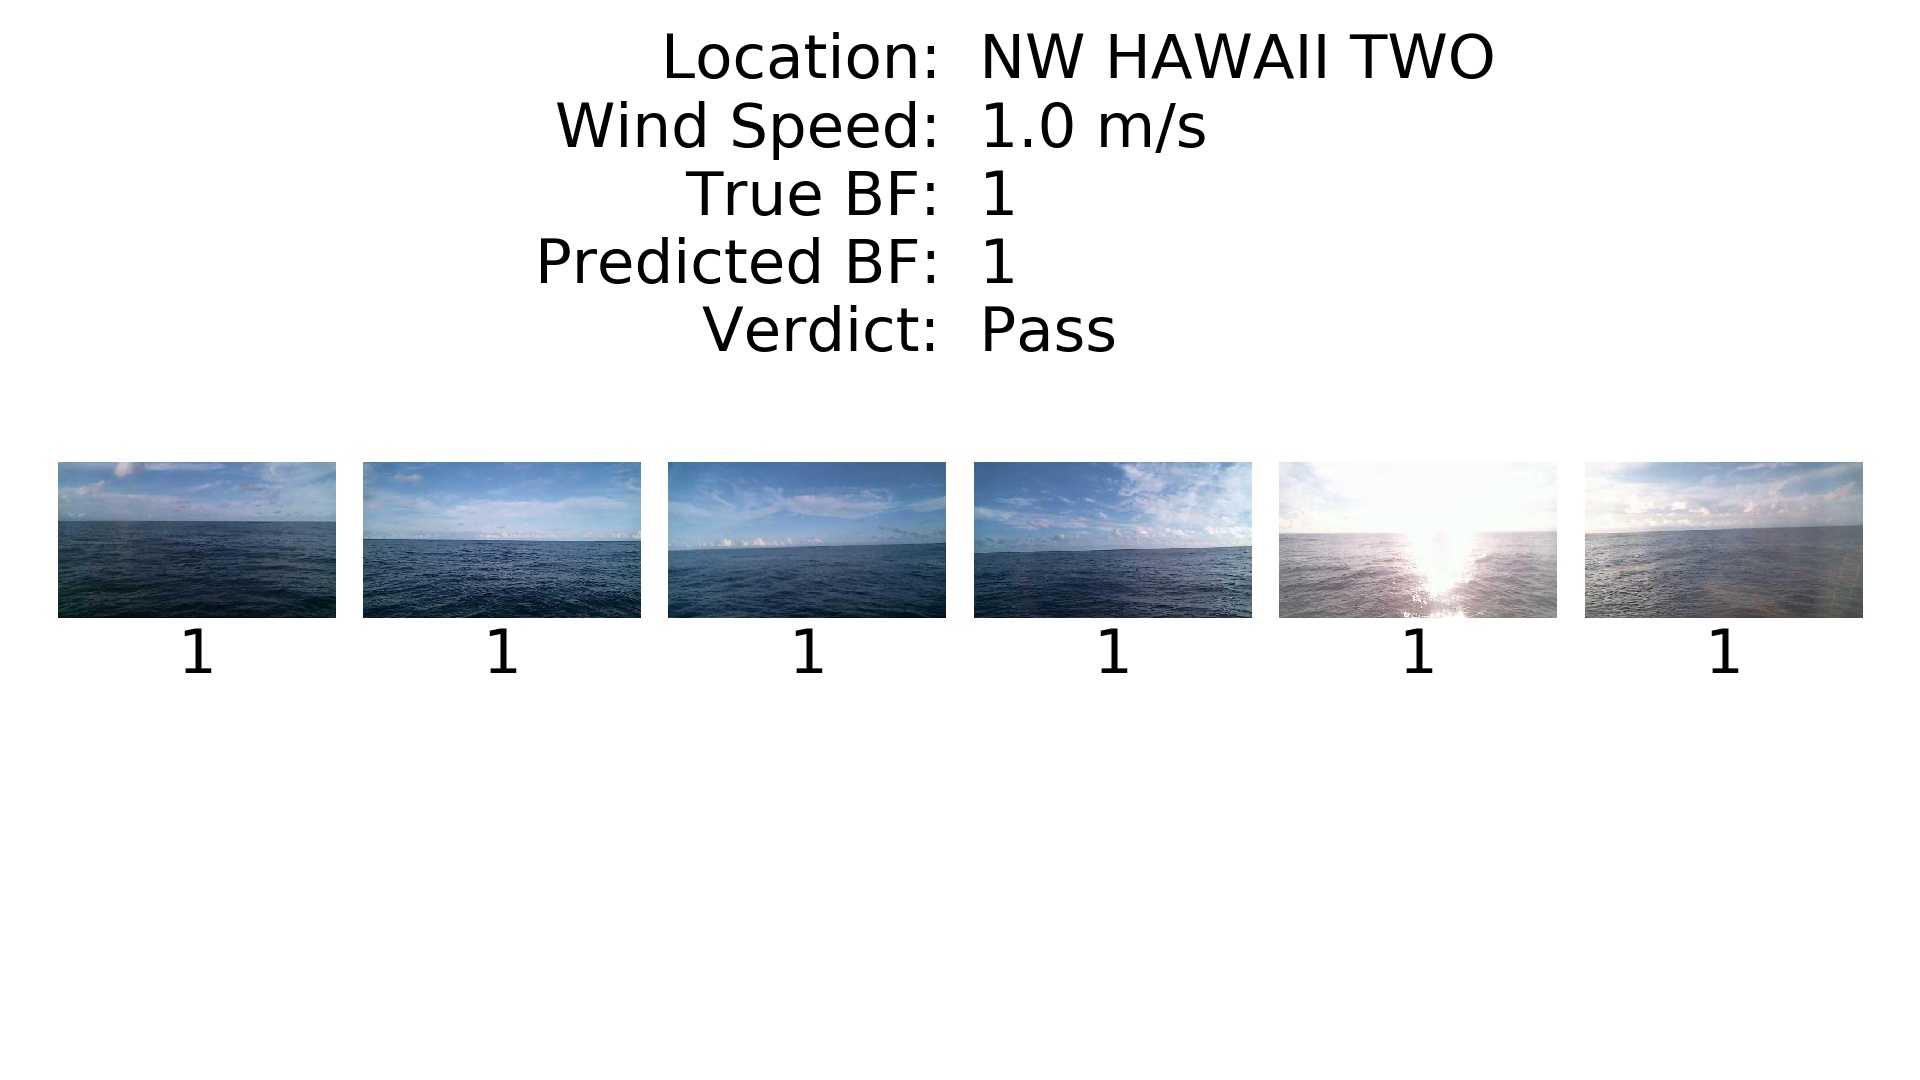 Location: NW HAWAII TWO
Wind Speed: 1.0 m/s
True BF: 1
Predicted BF: 1
Verdict: Pass
1 1 1 1 1 1